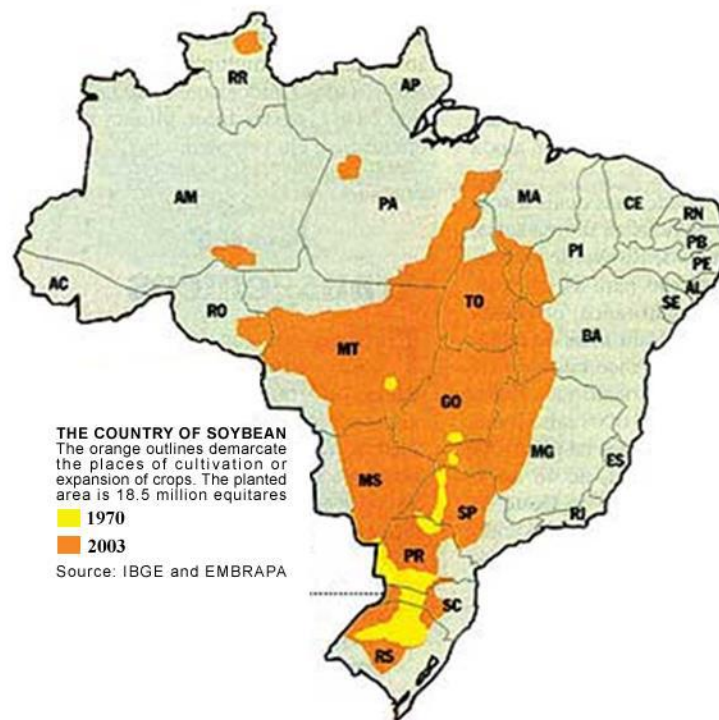 RR
AP
AM
PA
MA
CE
RN
PB
PE
AL
SE
PI
AC
RO
TO
BA
MT
GO
MG
ES
MS
SP
RJ
PR
SC
RS
THE COUNTRY OF SOYBEAN
The orange outlines demarcate
the places of cultivation or
expansion of crops. The planted
area is 18.5 million equitares
1970
2003
Source: IBGE and EMBRAPA